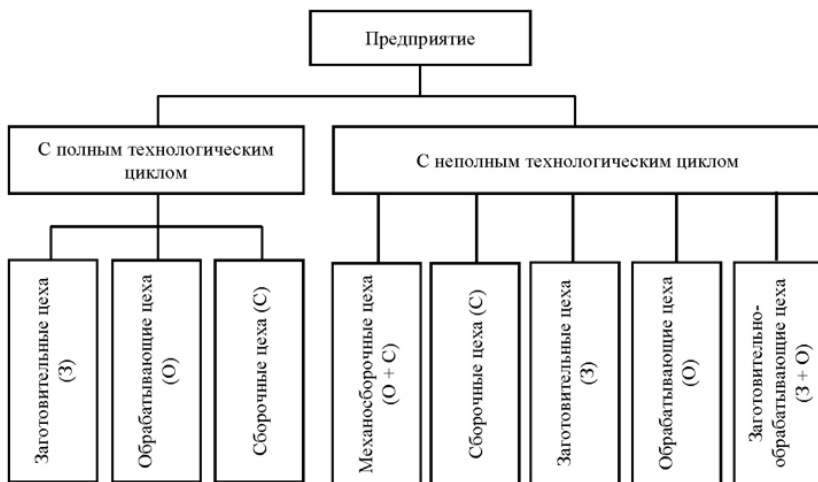 Предприятие
С полным технологическим
циклом
С неполным технологическим циклом
Заготовительные цеха
(З)
Обрабатывающие цеха
(О)
Сборочные цеха (С)
Механосборочные цеха
(О + С)
Сборочные цеха (С)
Заготовительные цеха
(З)
Обрабатывающие цеха
(О)
Заготовительно-
обрабатывающие цеха
(З + О)